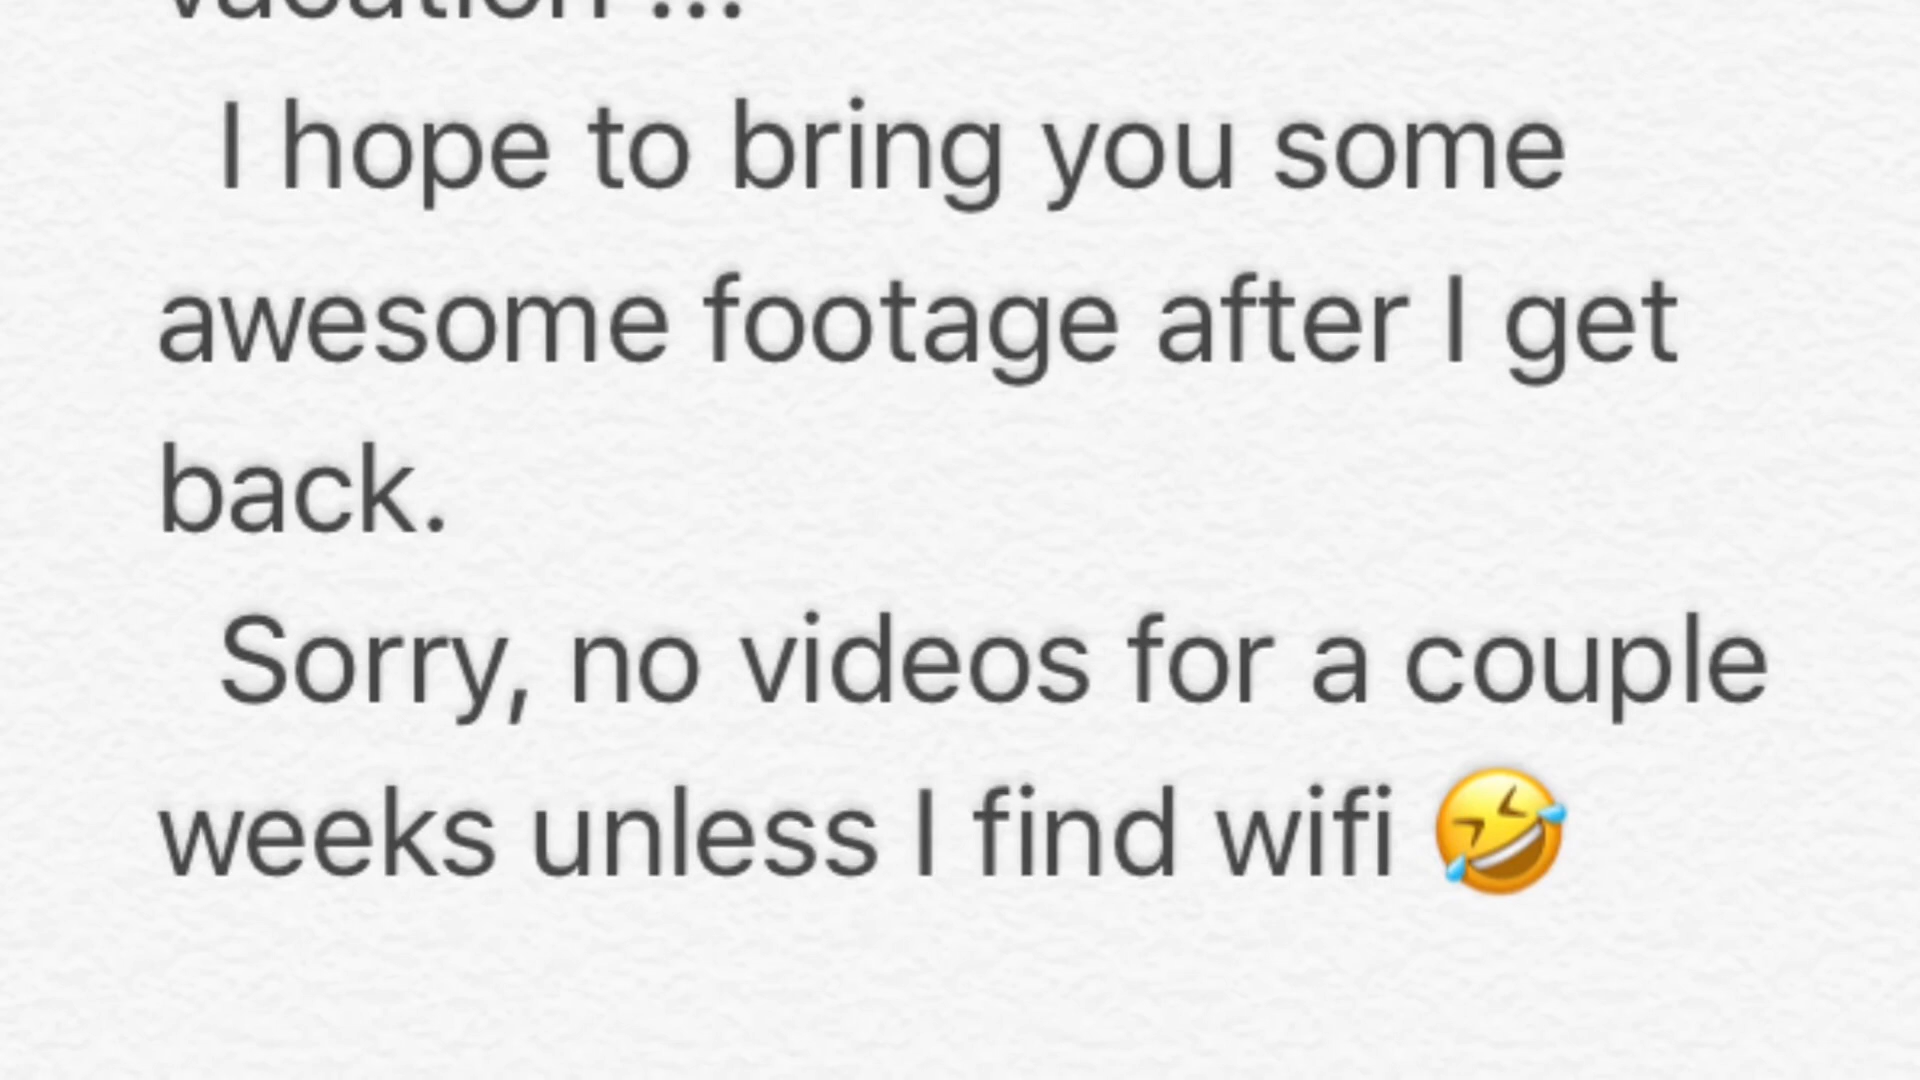 vacation ...
I hope to bring you some
awesome footage after I get
back.
Sorry, no videos for a couple
weeks unless I find wifi 🤣